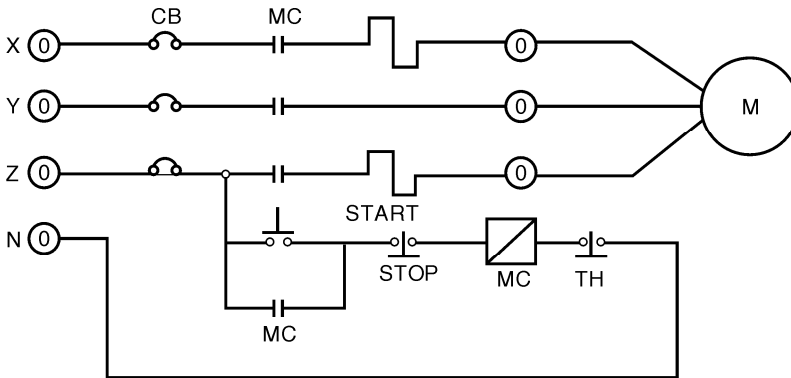 CB MC
X 0 0
Y 0 0 M
Z 0 0
START
N 0
STOP MC TH
MC